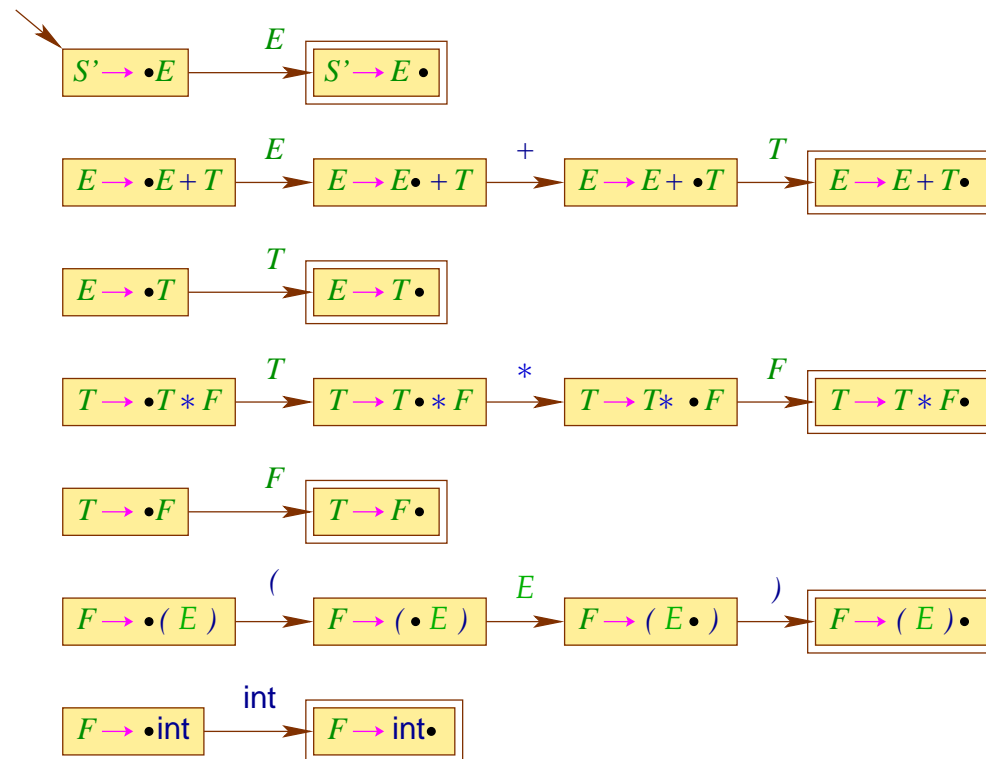 E
S’→ •E S’→ E •
E + T
E→ •E + T E→ E• + T E→ E + •T E→ E + T•
T
E→ •T E→ T •
T * F
T→ •T * F T→ T• * F T→ T* •F T→ T * F•
F
T→ •F T→ F •
( E )
F→ •( E ) F→ (• E ) F→ ( E• ) F→ ( E )•
int
F→ •int F→ int•